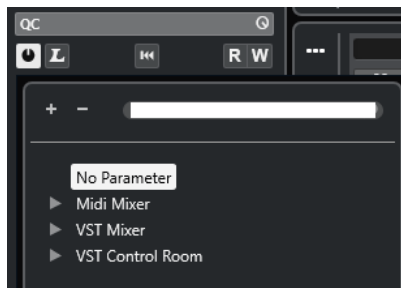 QC
L
R W
No Parameter
Midi Mixer
VST Mixer
VST Control Room